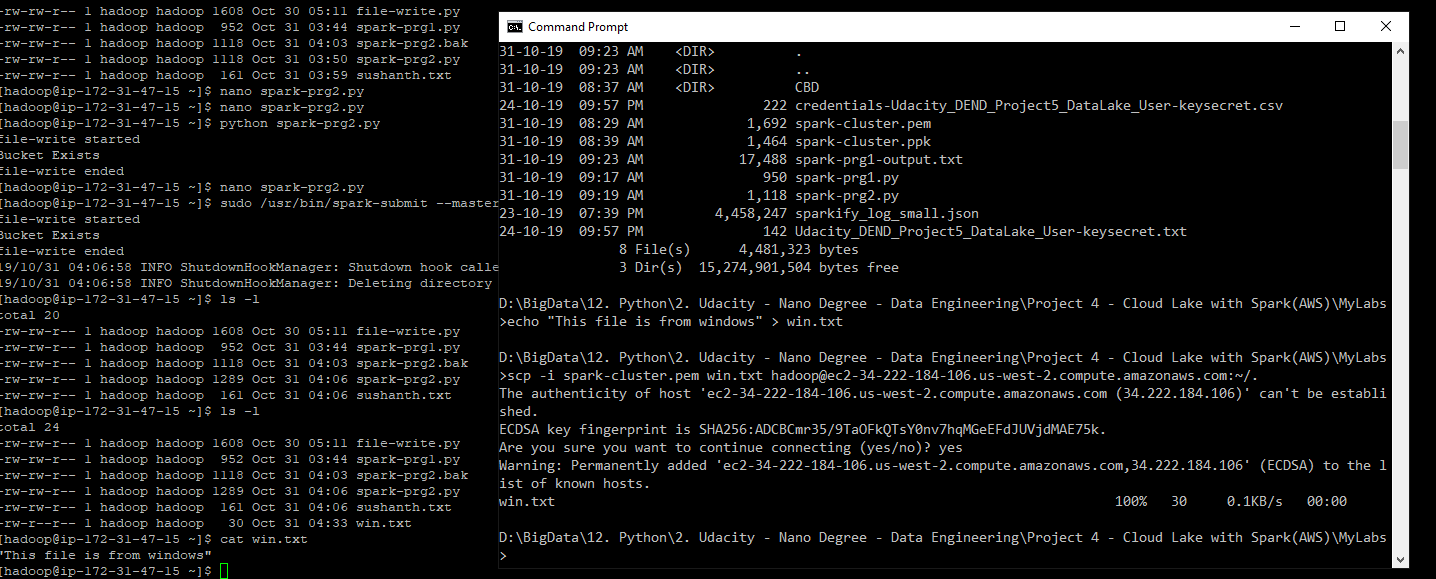 -rw-rw-r-- 1 hadoop hadoop 1608 Oct 30 05:11 file-write.py
-rw-rw-r-- 1 hadoop hadoop  952 Oct 31 03:44 spark-prg1.py
-rw-rw-r-- 1 hadoop hadoop 1118 Oct 31 04:03 spark-prg2.bak
-rw-rw-r-- 1 hadoop hadoop 1118 Oct 31 03:50 spark-prg2.py
-rw-rw-r-- 1 hadoop hadoop  161 Oct 31 03:59 sushanth.txt
[hadoop@ip-172-31-47-15 ~]$ nano spark-prg2.py
[hadoop@ip-172-31-47-15 ~]$ nano spark-prg2.py
[hadoop@ip-172-31-47-15 ~]$ python spark-prg2.py
file-write started
Bucket Exists
file-write ended
[hadoop@ip-172-31-47-15 ~]$ nano spark-prg2.py
[hadoop@ip-172-31-47-15 ~]$ sudo /usr/bin/spark-submit --master
file-write started
Bucket Exists
file-write ended
19/10/31 04:06:58 INFO ShutdownHookManager: Shutdown hook calle
19/10/31 04:06:58 INFO ShutdownHookManager: Deleting directory
[hadoop@ip-172-31-47-15 ~]$ ls -l
total 20
-rw-rw-r-- 1 hadoop hadoop 1608 Oct 30 05:11 file-write.py
-rw-rw-r-- 1 hadoop hadoop  952 Oct 31 03:44 spark-prg1.py
-rw-rw-r-- 1 hadoop hadoop 1118 Oct 31 04:03 spark-prg2.bak
-rw-rw-r-- 1 hadoop hadoop 1289 Oct 31 04:06 spark-prg2.py
-rw-rw-r-- 1 hadoop hadoop  161 Oct 31 04:06 sushanth.txt
[hadoop@ip-172-31-47-15 ~]$ ls -l
total 24
-rw-rw-r-- 1 hadoop hadoop 1608 Oct 30 05:11 file-write.py
-rw-rw-r-- 1 hadoop hadoop  952 Oct 31 03:44 spark-prg1.py
-rw-rw-r-- 1 hadoop hadoop 1118 Oct 31 04:03 spark-prg2.bak
-rw-rw-r-- 1 hadoop hadoop 1289 Oct 31 04:06 spark-prg2.py
-rw-rw-r-- 1 hadoop hadoop  161 Oct 31 04:06 sushanth.txt
-rw-r--r-- 1 hadoop hadoop   30 Oct 31 04:33 win.txt
[hadoop@ip-172-31-47-15 ~]$ cat win.txt
"This file is from windows"
[hadoop@ip-172-31-47-15 ~]$
Command Prompt
31-10-19  09:23 AM    <DIR>          .
31-10-19  09:23 AM    <DIR>          ..
31-10-19  08:37 AM    <DIR>          CBD
24-10-19  09:57 PM               222 credentials-Udacity_DEND_Project5_DataLake_User-keysecret.csv
31-10-19  08:29 AM             1,692 spark-cluster.pem
31-10-19  08:39 AM             1,464 spark-cluster.ppk
31-10-19  09:23 AM            17,488 spark-prg1-output.txt
31-10-19  09:17 AM               950 spark-prg1.py
31-10-19  09:19 AM             1,118 spark-prg2.py
23-10-19  07:39 PM         4,458,247 sparkify_log_small.json
24-10-19  09:57 PM               142 Udacity_DEND_Project5_DataLake_User-keysecret.txt
8 File(s)      4,481,323 bytes
3 Dir(s)  15,274,901,504 bytes free
D:\BigData\12. Python\2. Udacity - Nano Degree - Data Engineering\Project 4 - Cloud Lake with Spark(AWS)\MyLabs
>echo "This file is from windows" > win.txt
D:\BigData\12. Python\2. Udacity - Nano Degree - Data Engineering\Project 4 - Cloud Lake with Spark(AWS)\MyLabs
>scp -i spark-cluster.pem win.txt hadoop@ec2-34-222-184-106.us-west-2.compute.amazonaws.com:~/.
The authenticity of host 'ec2-34-222-184-106.us-west-2.compute.amazonaws.com (34.222.184.106)' can't be establi
shed.
ECDSA key fingerprint is SHA256:ADCBCmr35/9TaOFkQTsY0nv7hqMGeEFdJUVjdMAE75k.
Are you sure you want to continue connecting (yes/no)? yes
Warning: Permanently added 'ec2-34-222-184-106.us-west-2.compute.amazonaws.com,34.222.184.106' (ECDSA) to the l
ist of known hosts.
win.txt                                                                      100%   30     0.1KB/s   00:00
D:\BigData\12. Python\2. Udacity - Nano Degree - Data Engineering\Project 4 - Cloud Lake with Spark(AWS)\MyLabs
>